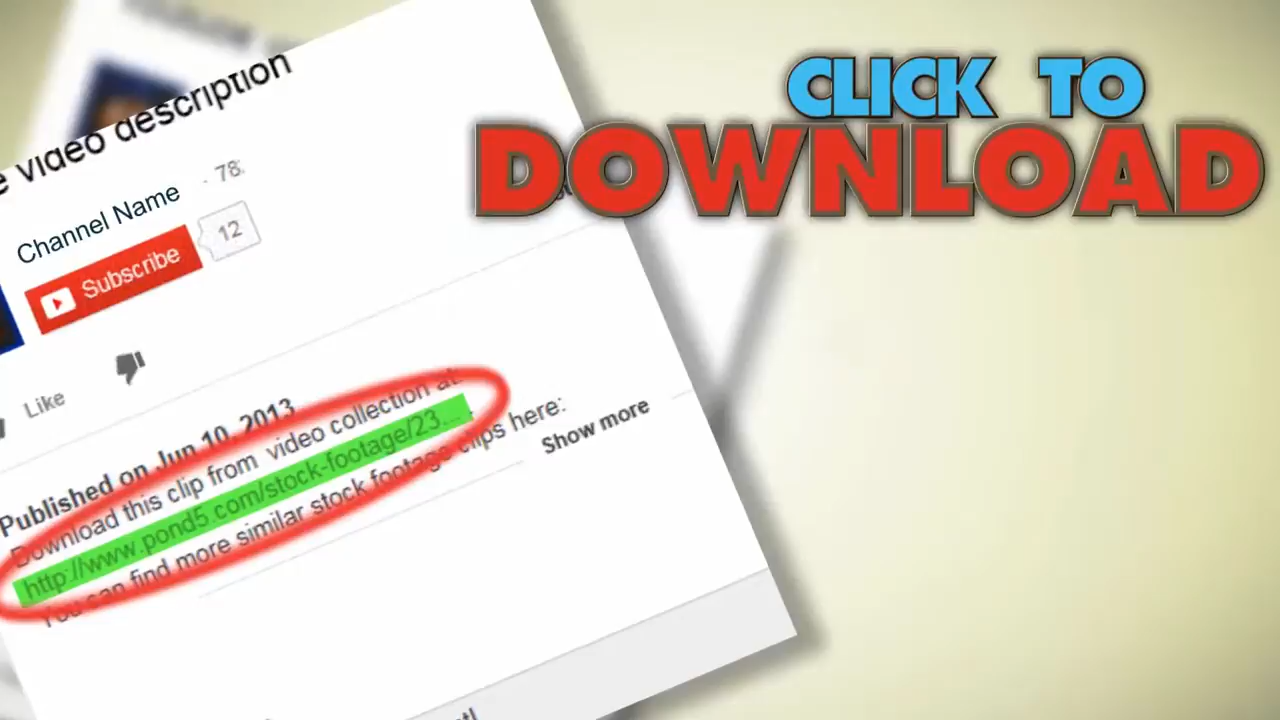 CLICK TO
DOWNLOAD
e video description
Channel Name
78
Subscribe
12
Like
Published on Jun 10, 2013
Download this clip from video collection at:
http://www.pond5.com/stock-footage/23...
You can find more similar stock footage clips here:
Show more